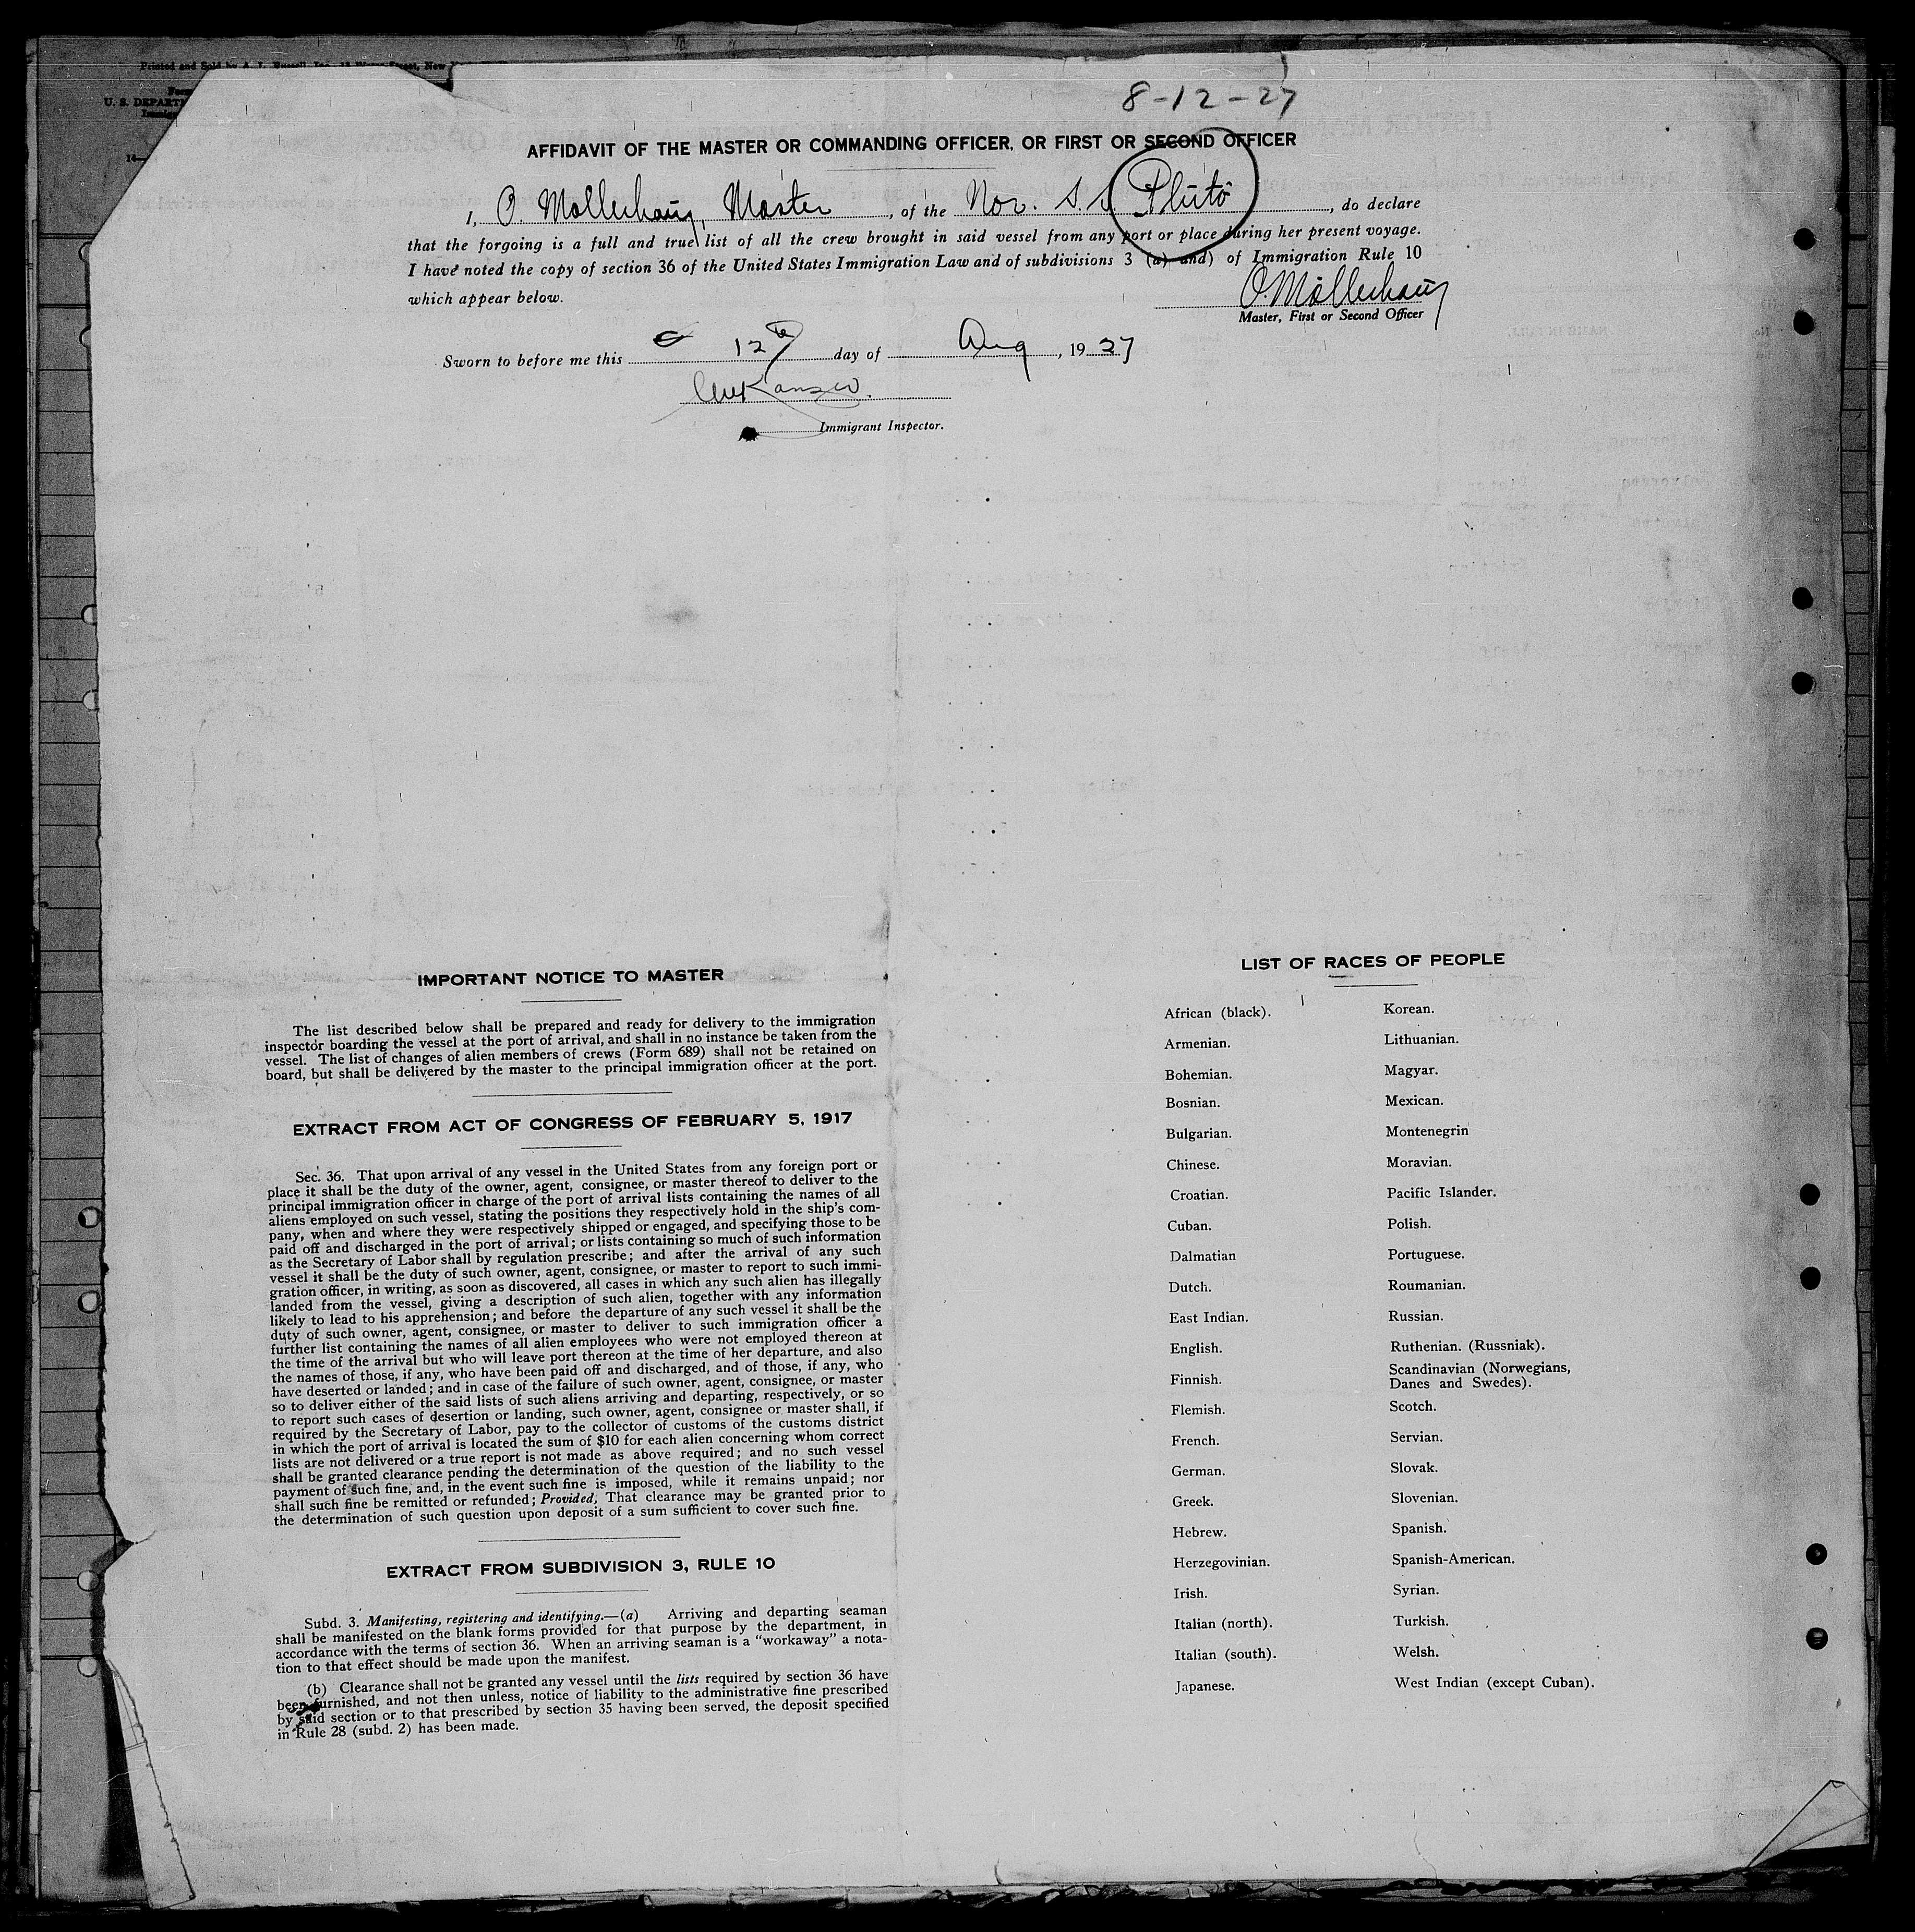 Printed and Sold by A. L.
U. S. DEPART
8-12-27
AFFIDAVIT OF THE MASTER OR COMMANDING OFFICER, OR FIRST OR SECOND OFFICER
I, O. Mollerhaug, Master, of the Nor. S.S. Pluto, do declare
that the forgoing is a full and true list of all the crew brought in said vessel from any port or place during her present voyage.
I have noted the copy of section 36 of the United States Immigration Law and of subdivisions 3 (a) and) of Immigration Rule 10
which appear below.
O. Mollerhaug
Master, First or Second Officer
Sworn to before me this 12th day of Aug, 1927
Immigrant Inspector.
IMPORTANT NOTICE TO MASTER
The list described below shall be prepared and ready for delivery to the immigration
inspector boarding the vessel at the port of arrival, and shall in no instance be taken from the
vessel. The list of changes of alien members of crews (Form 689) shall not be retained on
board, but shall be delivered by the master to the principal immigration officer at the port.
EXTRACT FROM ACT OF CONGRESS OF FEBRUARY 5, 1917
Sec. 36. That upon arrival of any vessel in the United States from any foreign port or
place it shall be the duty of the owner, agent, consignee, or master thereof to deliver to the
principal immigration officer in charge of the port of arrival lists containing the names of all
aliens employed on such vessel, stating the positions they respectively hold in the ship's com-
pany, when and where they were respectively shipped or engaged, and specifying those to be
paid off and discharged in the port of arrival; or lists containing so much of such information
as the Secretary of Labor shall by regulation prescribe; and after the arrival of any such
vessel it shall be the duty of such owner, agent, consignee, or master to report to such immi-
gration officer, in writing, as soon as discovered, all cases in which any such alien has illegally
landed from the vessel, giving a description of such alien, together with any information
likely to lead to his apprehension; and before the departure of any such vessel it shall be the
duty of such owner, agent, consignee, or master to deliver to such immigration officer a
further list containing the names of all alien employees who were not employed thereon at
the time of the arrival but who will leave port thereon at the time of her departure, and also
the names of those, if any, who have been paid off and discharged, and of those, if any, who
have deserted or landed; and in case of the failure of such owner, agent, consignee, or master
so to deliver either of the said lists of such aliens arriving and departing, respectively, or so
to report such cases of desertion or landing, such owner, agent, consignee or master shall, if
required by the Secretary of Labor, pay to the collector of customs of the customs district
in which the port of arrival is located the sum of $10 for each alien concerning whom correct
lists are not delivered or a true report is not made as above required; and no such vessel
shall be granted clearance pending the determination of the question of the liability to the
payment of such fine, and, in the event such fine is imposed, while it remains unpaid; nor
shall such fine be remitted or refunded; Provided, That clearance may be granted prior to
the determination of such question upon deposit of a sum sufficient to cover such fine.
EXTRACT FROM SUBDIVISION 3, RULE 10
Subd. 3. Manifesting, registering and identifying.—(a) Arriving and departing seaman
shall be manifested on the blank forms provided for that purpose by the department, in
accordance with the terms of section 36. When an arriving seaman is a "workaway" a nota-
tion to that effect should be made upon the manifest.
(b) Clearance shall not be granted any vessel until the lists required by section 36 have
been furnished, and not then unless, notice of liability to the administrative fine prescribed
by said section or to that prescribed by section 35 having been served, the deposit specified
in Rule 28 (subd. 2) has been made.
LIST OF RACES OF PEOPLE
African (black).
Armenian.
Bohemian.
Bosnian.
Bulgarian.
Chinese.
Croatian.
Cuban.
Dalmatian
Dutch.
East Indian.
English.
Finnish.
Flemish.
French.
German.
Greek.
Hebrew.
Herzegovinian.
Irish.
Italian (north).
Italian (south).
Japanese.
Korean.
Lithuanian.
Magyar.
Mexican.
Montenegrin
Moravian.
Pacific Islander.
Polish.
Portuguese.
Roumanian.
Russian.
Ruthenian. (Russniak).
Scandinavian (Norwegians,
Danes and Swedes).
Scotch.
Servian.
Slovak.
Slovenian.
Spanish.
Spanish-American.
Syrian.
Turkish.
Welsh.
West Indian (except Cuban).